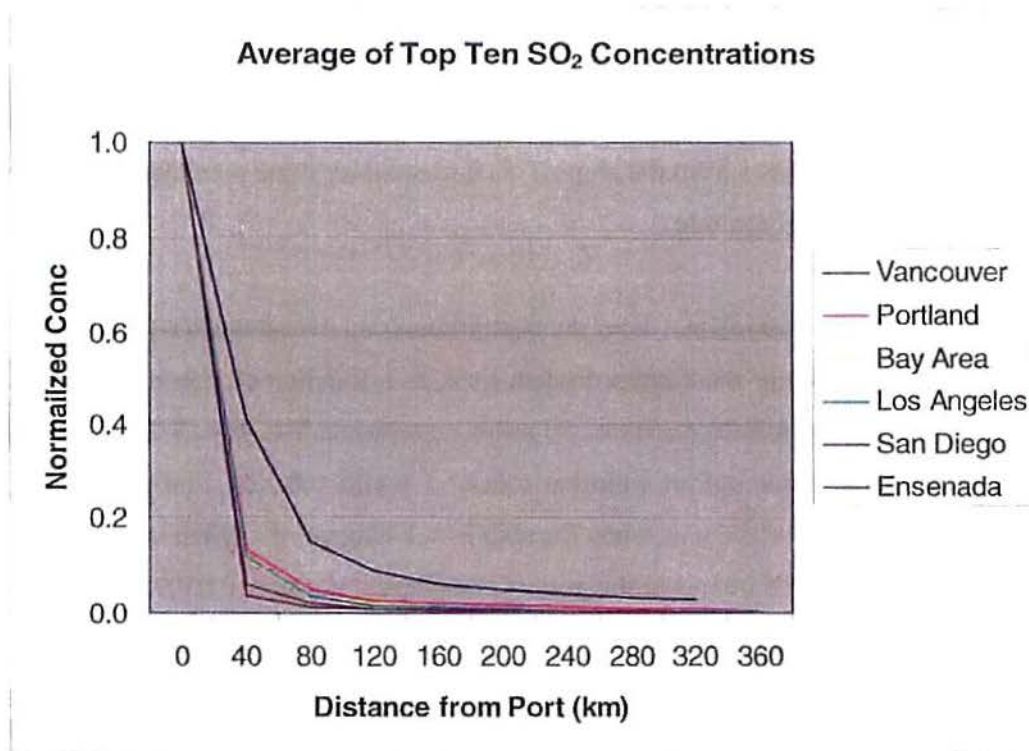 Average of Top Ten SO₂ Concentrations
1.0
0.8
0.6
0.4
0.2
0.0
Normalized Conc
0 40 80 120 160 200 240 280 320 360
Distance from Port (km)
Vancouver
Portland
Bay Area
Los Angeles
San Diego
Ensenada